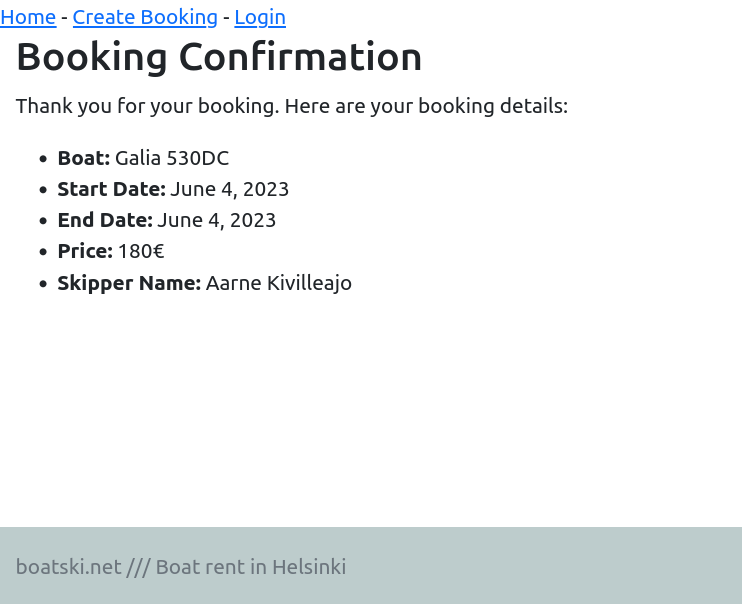 Home - Create Booking - Login
Booking Confirmation
Thank you for your booking. Here are your booking details:
Boat: Galia 530DC
Start Date: June 4, 2023
End Date: June 4, 2023
Price: 180€
Skipper Name: Aarne Kivilleajo
boatski.net /// Boat rent in Helsinki